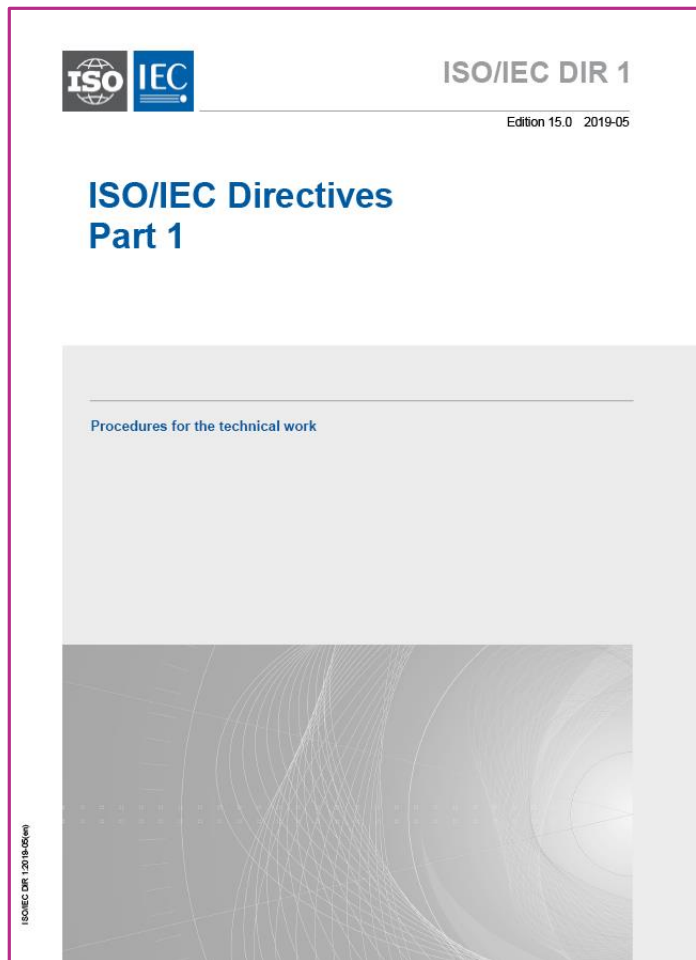 ISO IEC
ISO/IEC DIR 1
Edition 15.0 2019-05
ISO/IEC Directives
Part 1
Procedures for the technical work
ISO/IEC DIR 1:2019-05(en)